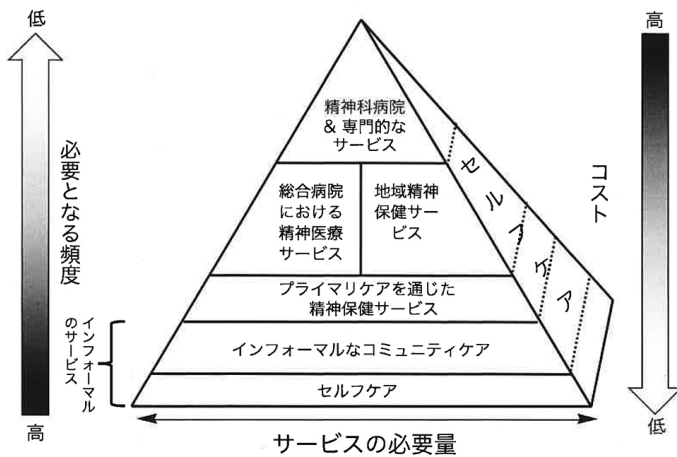 低
高
精神科病院
& 専門的な
サービス
総合病院
における
精神医療
サービス
地域精神
保健サー
ビス
プライマリケアを通じた
精神保健サービス
インフォーマルなコミュニティケア
セルフケア
セルフケア
必要となる頻度
コスト
インフォーマル
のサービス
高
低
サービスの必要量